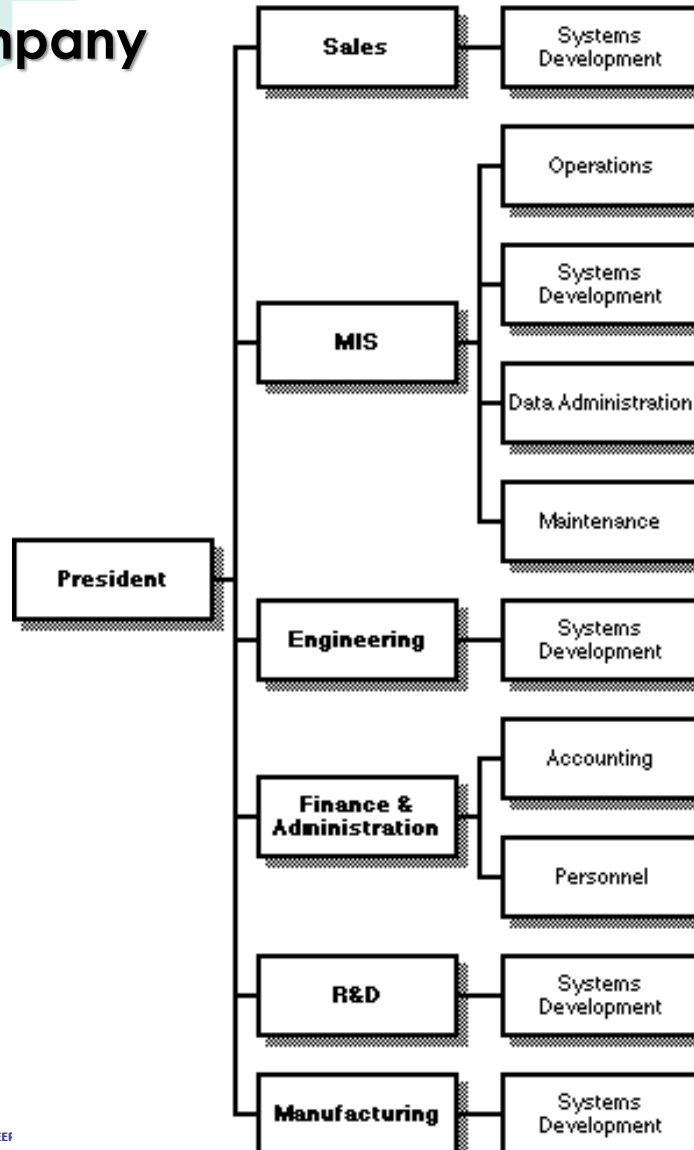 mpany
Sales
Systems
Development
Operations
Systems
Development
MIS
Data Administration
Maintenance
President
Engineering
Systems
Development
Accounting
Finance &
Administration
Personnel
R&D
Systems
Development
Manufacturing
Systems
Development